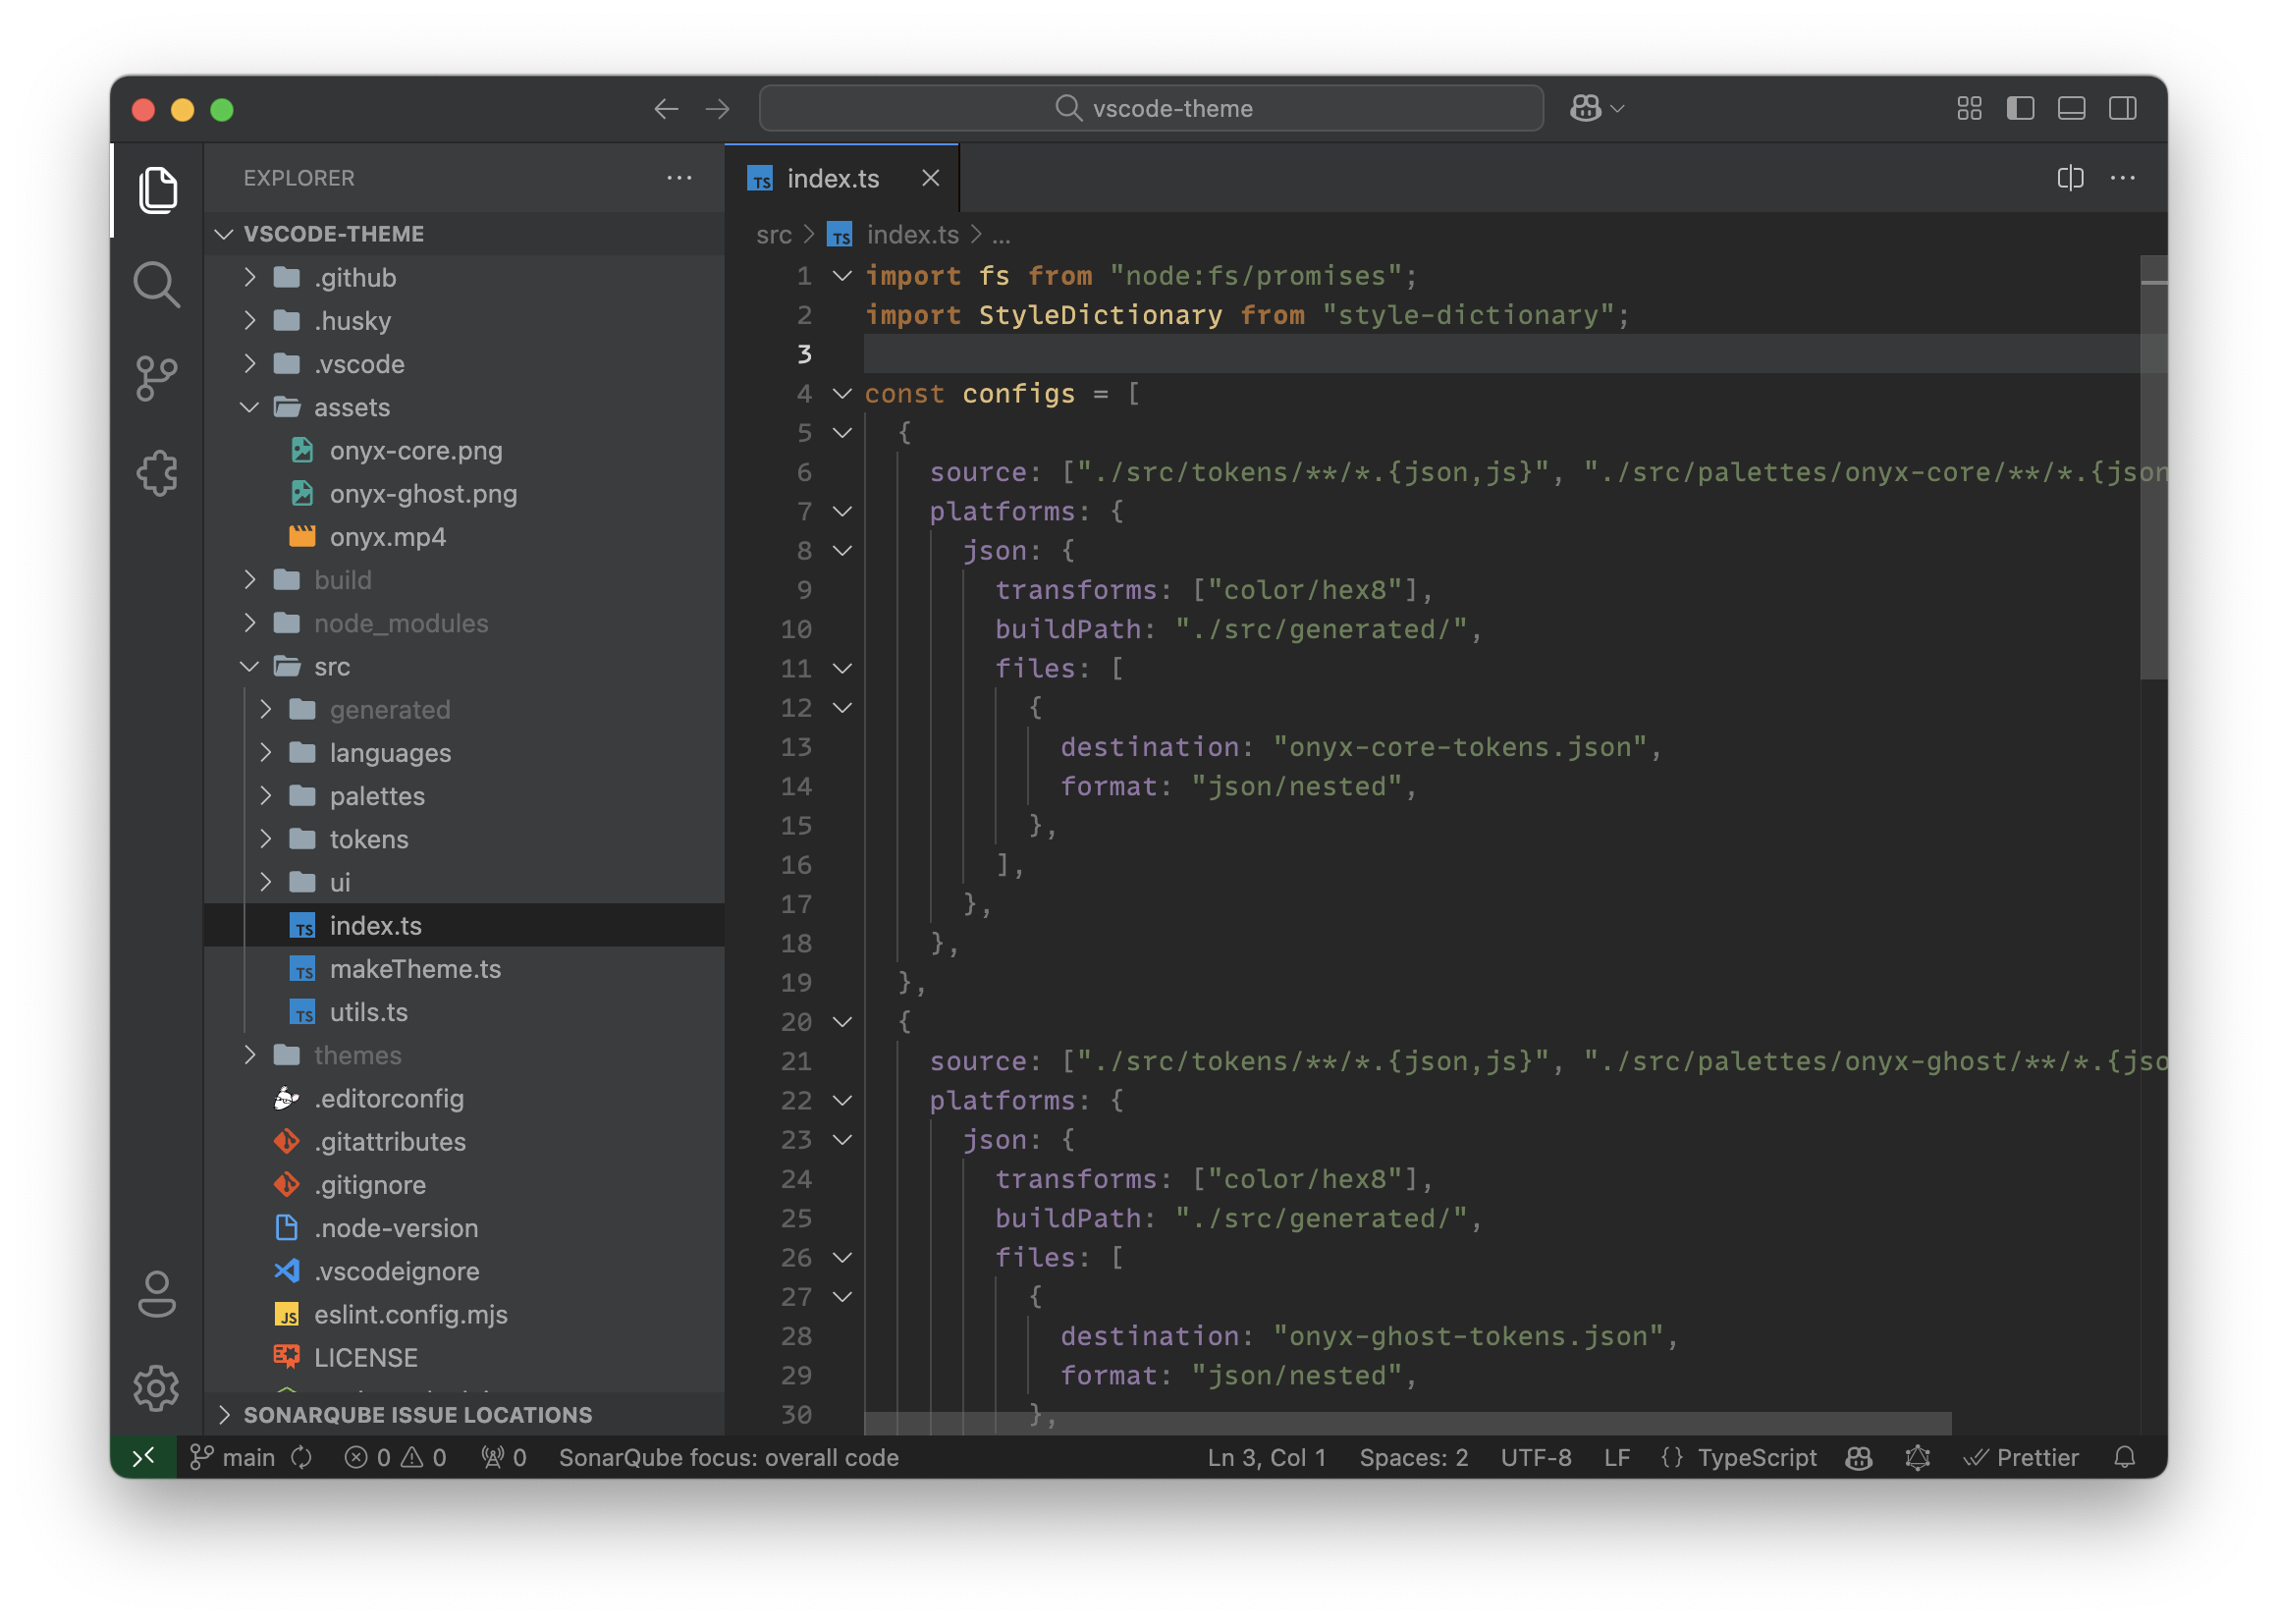 vscode-theme
EXPLORER
VSCODE-THEME
.github
.husky
.vscode
assets
onyx-core.png
onyx-ghost.png
onyx.mp4
build
node_modules
src
generated
languages
palettes
tokens
ui
TS index.ts
TS makeTheme.ts
TS utils.ts
themes
.editorconfig
.gitattributes
.gitignore
.node-version
.vscodeignore
JS eslint.config.mjs
LICENSE
SONARQUBE ISSUE LOCATIONS
TS index.ts
src > TS index.ts > ...
1 import fs from "node:fs/promises";
2 import StyleDictionary from "style-dictionary";
3
4 const configs = [
5 {
6 source: ["./src/tokens/**/*.{json,js}", "./src/palettes/onyx-core/**/*.{json
7 platforms: {
8 json: {
9 transforms: ["color/hex8"],
10 buildPath: "./src/generated/",
11 files: [
12 {
13 destination: "onyx-core-tokens.json",
14 format: "json/nested",
15 },
16 ],
17 },
18 },
19 },
20 {
21 source: ["./src/tokens/**/*.{json,js}", "./src/palettes/onyx-ghost/**/*.{jso
22 platforms: {
23 json: {
24 transforms: ["color/hex8"],
25 buildPath: "./src/generated/",
26 files: [
27 {
28 destination: "onyx-ghost-tokens.json",
29 format: "json/nested",
30 },
main 0 0 0 SonarQube focus: overall code Ln 3, Col 1 Spaces: 2 UTF-8 LF {} TypeScript Prettier